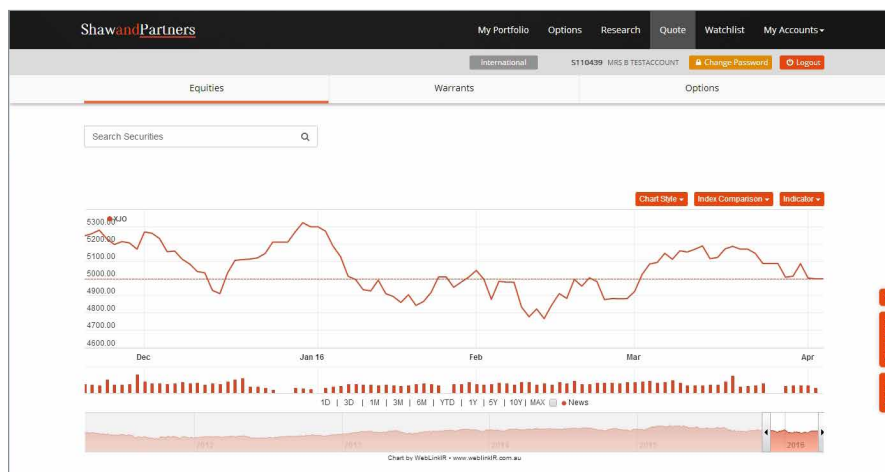 ShawandPartners
My Portfolio Options Research Quote Watchlist My Accounts
International S110439 MRS B TESTACCOUNT Change Password Logout
Equities Warrants Options
Search Securities
Chart Style Index Comparison Indicator
XJO
5300.00
5200.00
5100.00
5000.00
4900.00
4800.00
4700.00
4600.00
Dec Jan 16 Feb Mar Apr
1D | 3D | 1M | 3M | 6M | YTD | 1Y | 5Y | 10Y | MAX News
2012 2013 2014 2015 2016
Chart by WebLinkIR - www.weblinkIR.com.au